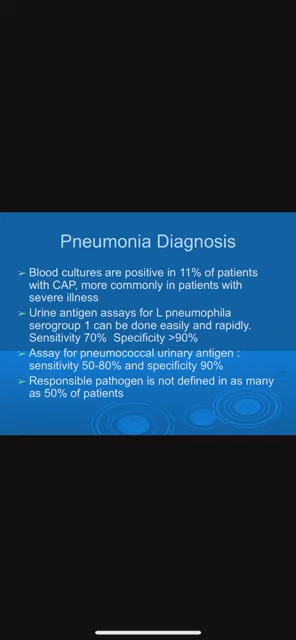 Pneumonia Diagnosis
➢ Blood cultures are positive in 11% of patients
with CAP, more commonly in patients with
severe illness
➢ Urine antigen assays for L pneumophila
serogroup 1 can be done easily and rapidly.
Sensitivity 70% Specificity >90%
➢ Assay for pneumococcal urinary antigen :
sensitivity 50-80% and specificity 90%
➢ Responsible pathogen is not defined in as many
as 50% of patients